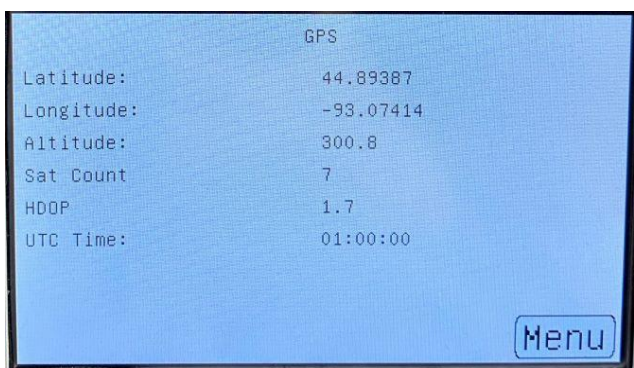 GPS
Latitude: 44.89387
Longitude: -93.07414
Altitude: 300.8
Sat Count 7
HDOP 1.7
UTC Time: 01:00:00
Menu